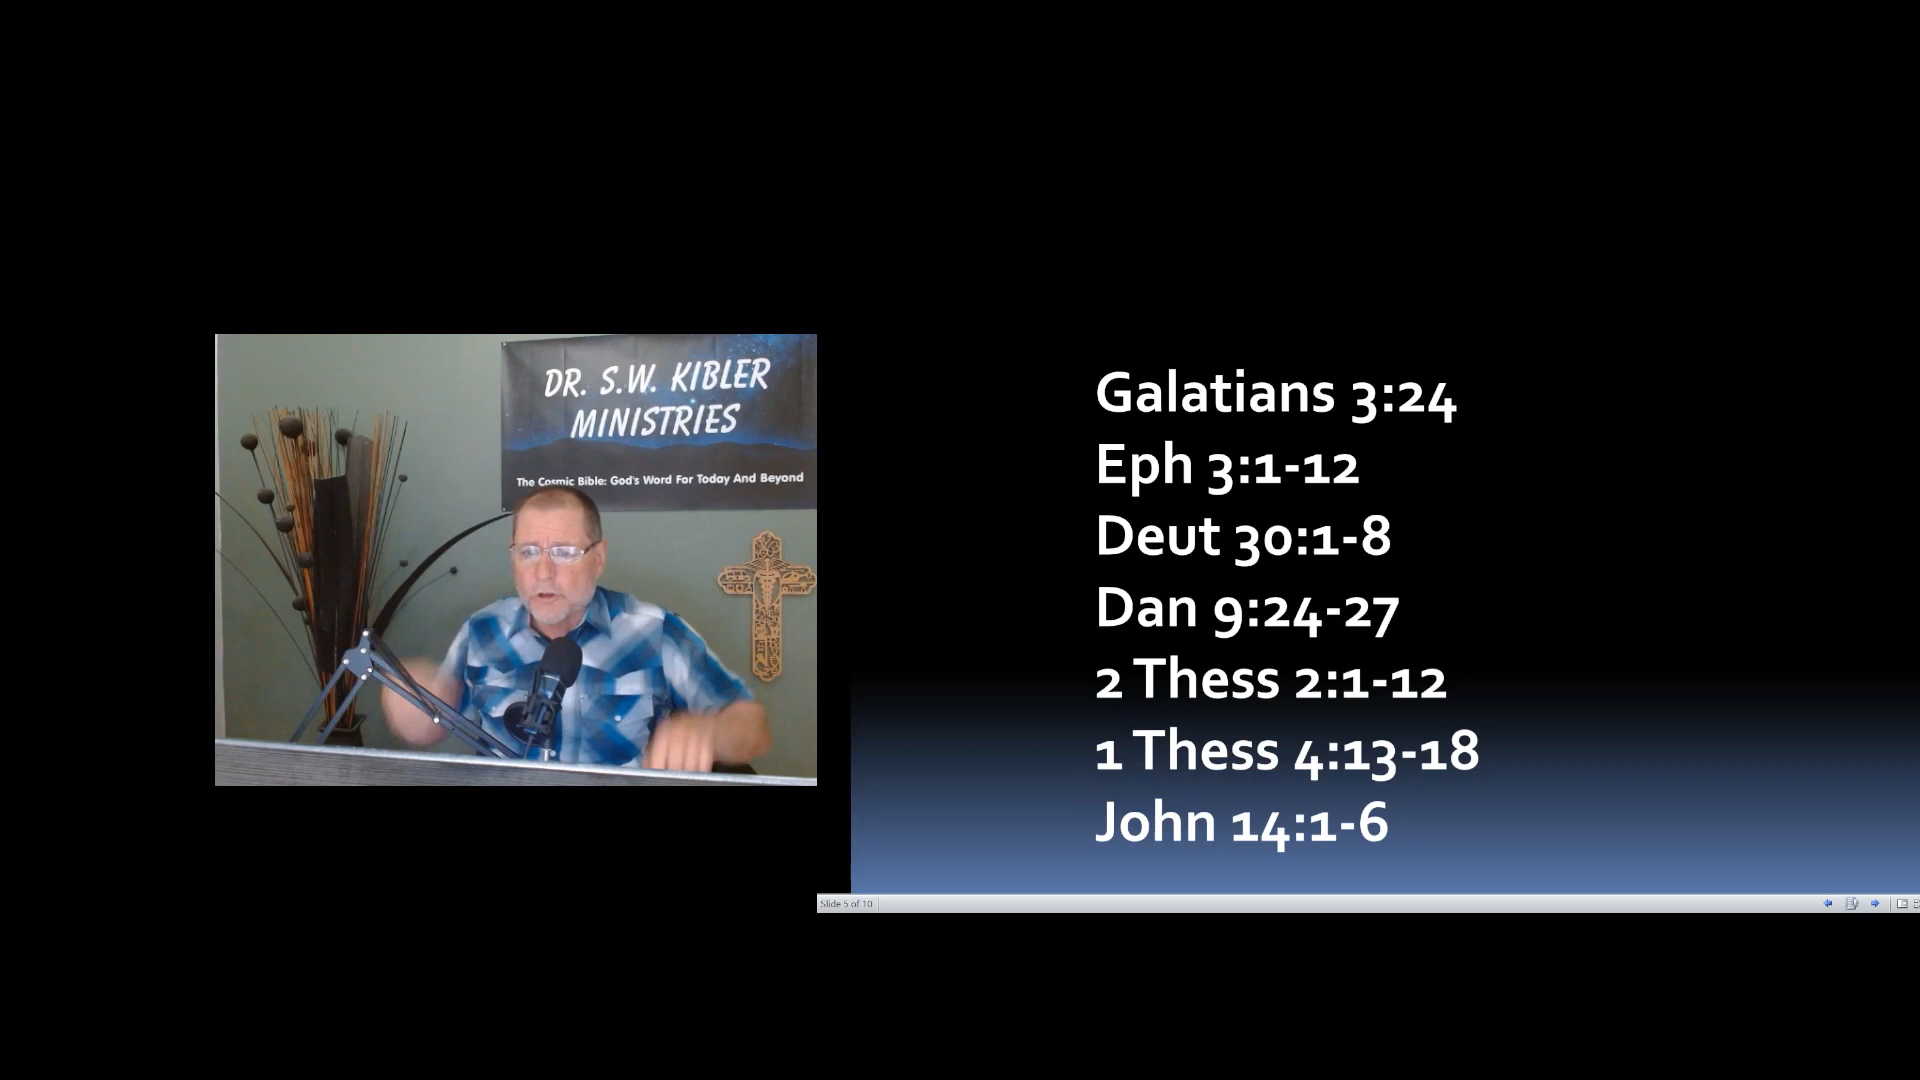 DR. S.W. KIBLER
MINISTRIES
The Cosmic Bible: God's Word For Today And Beyond
Galatians 3:24
Eph 3:1-12
Deut 30:1-8
Dan 9:24-27
2 Thess 2:1-12
1 Thess 4:13-18
John 14:1-6
Slide 5 of 10